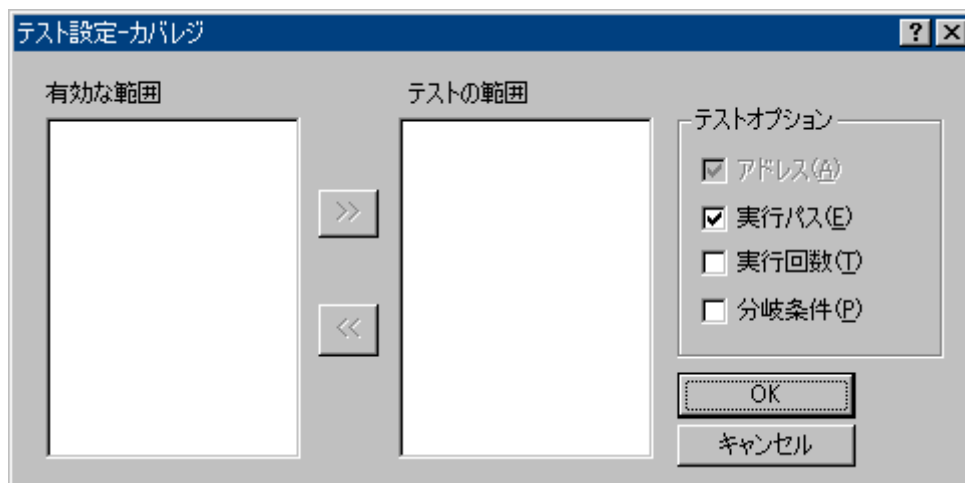 テスト設定-カバレジ
有効な範囲
テストの範囲
テストオプション
アドレス(A)
実行パス(E)
実行回数(T)
分岐条件(P)
>>
<<
OK
キャンセル